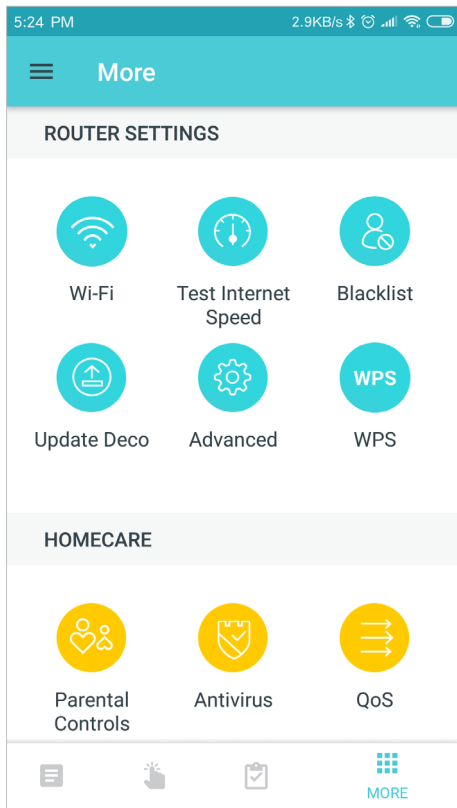 5:24 PM 2.9KB/s
More
ROUTER SETTINGS
Wi-Fi Test Internet Speed Blacklist
WPS
Update Deco Advanced WPS
HOMECARE
Parental Controls Antivirus QoS
MORE